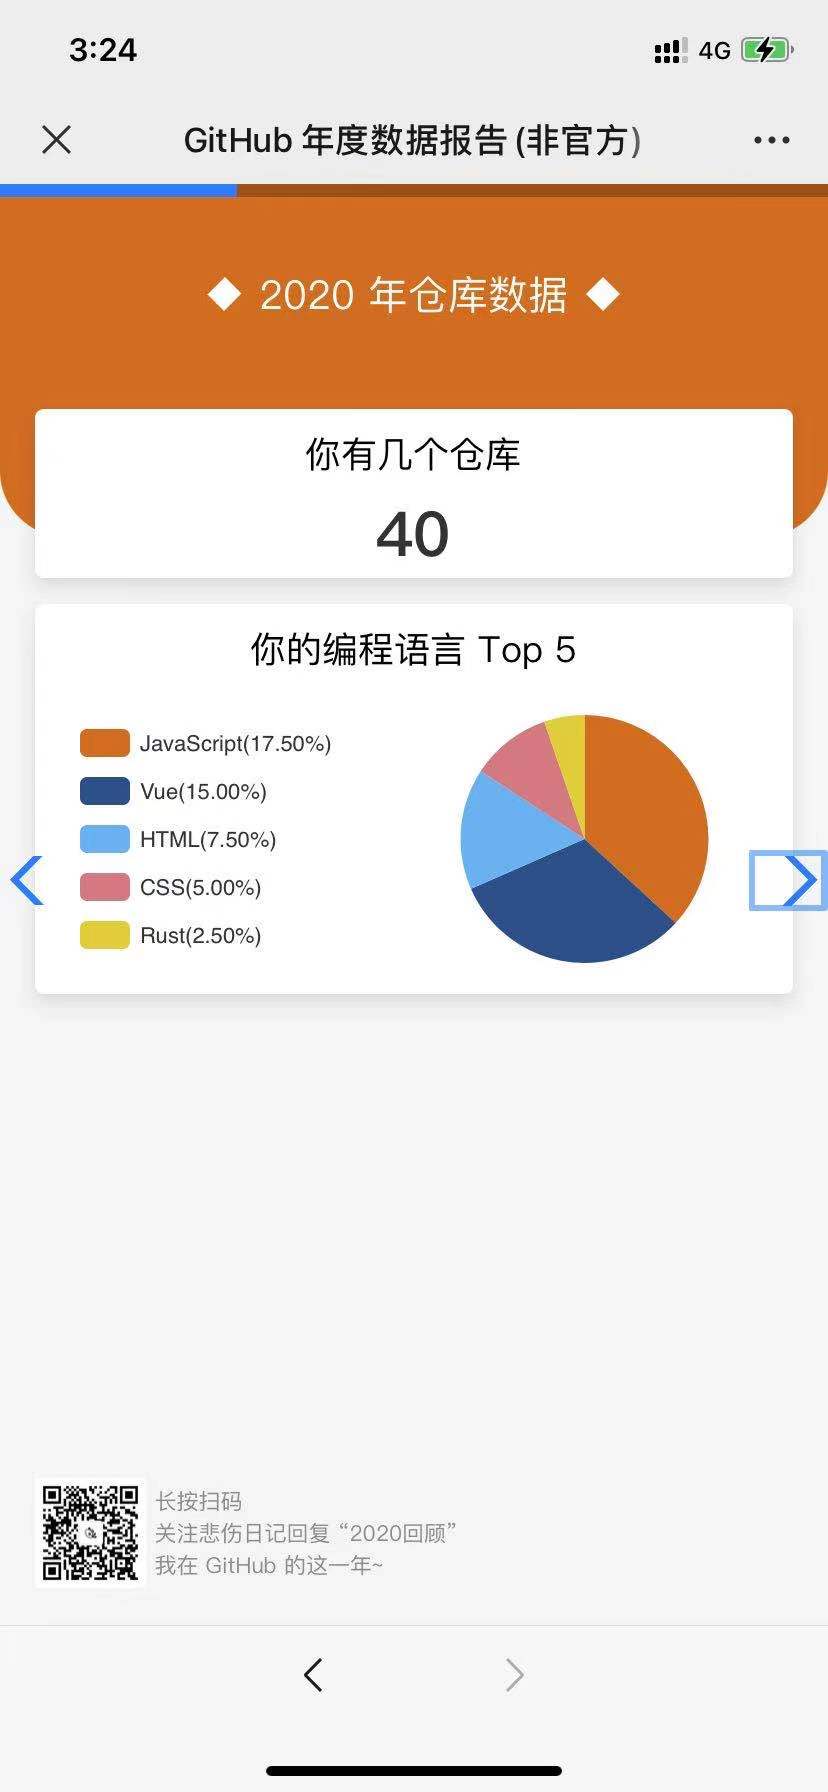 3:24
4G
GitHub 年度数据报告(非官方)
2020 年仓库数据
你有几个仓库
40
你的编程语言 Top 5
JavaScript(17.50%)
Vue(15.00%)
HTML(7.50%)
CSS(5.00%)
Rust(2.50%)
长按扫码
关注悲伤日记回复 “2020回顾”
我在 GitHub 的这一年~